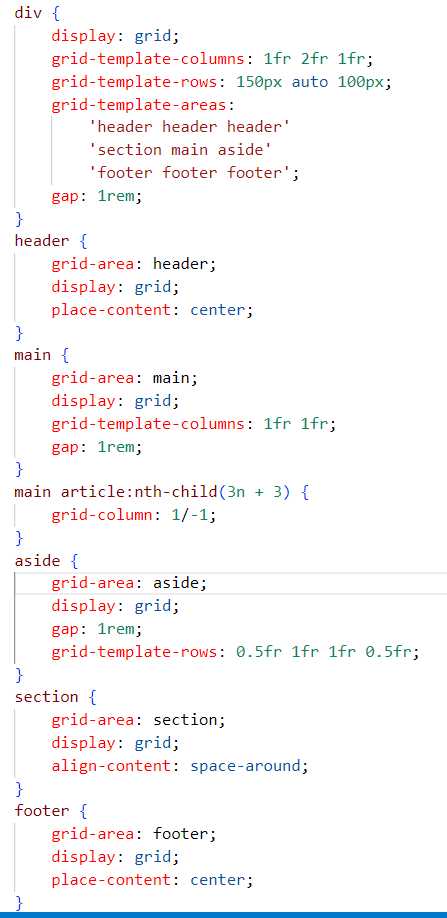 div {
    display: grid;
    grid-template-columns: 1fr 2fr 1fr;
    grid-template-rows: 150px auto 100px;
    grid-template-areas:
        'header header header'
        'section main aside'
        'footer footer footer';
    gap: 1rem;
}
header {
    grid-area: header;
    display: grid;
    place-content: center;
}
main {
    grid-area: main;
    display: grid;
    grid-template-columns: 1fr 1fr;
    gap: 1rem;
}
main article:nth-child(3n + 3) {
    grid-column: 1/-1;
}
aside {
    grid-area: aside;
    display: grid;
    gap: 1rem;
    grid-template-rows: 0.5fr 1fr 1fr 0.5fr;
}
section {
    grid-area: section;
    display: grid;
    align-content: space-around;
}
footer {
    grid-area: footer;
    display: grid;
    place-content: center;
}